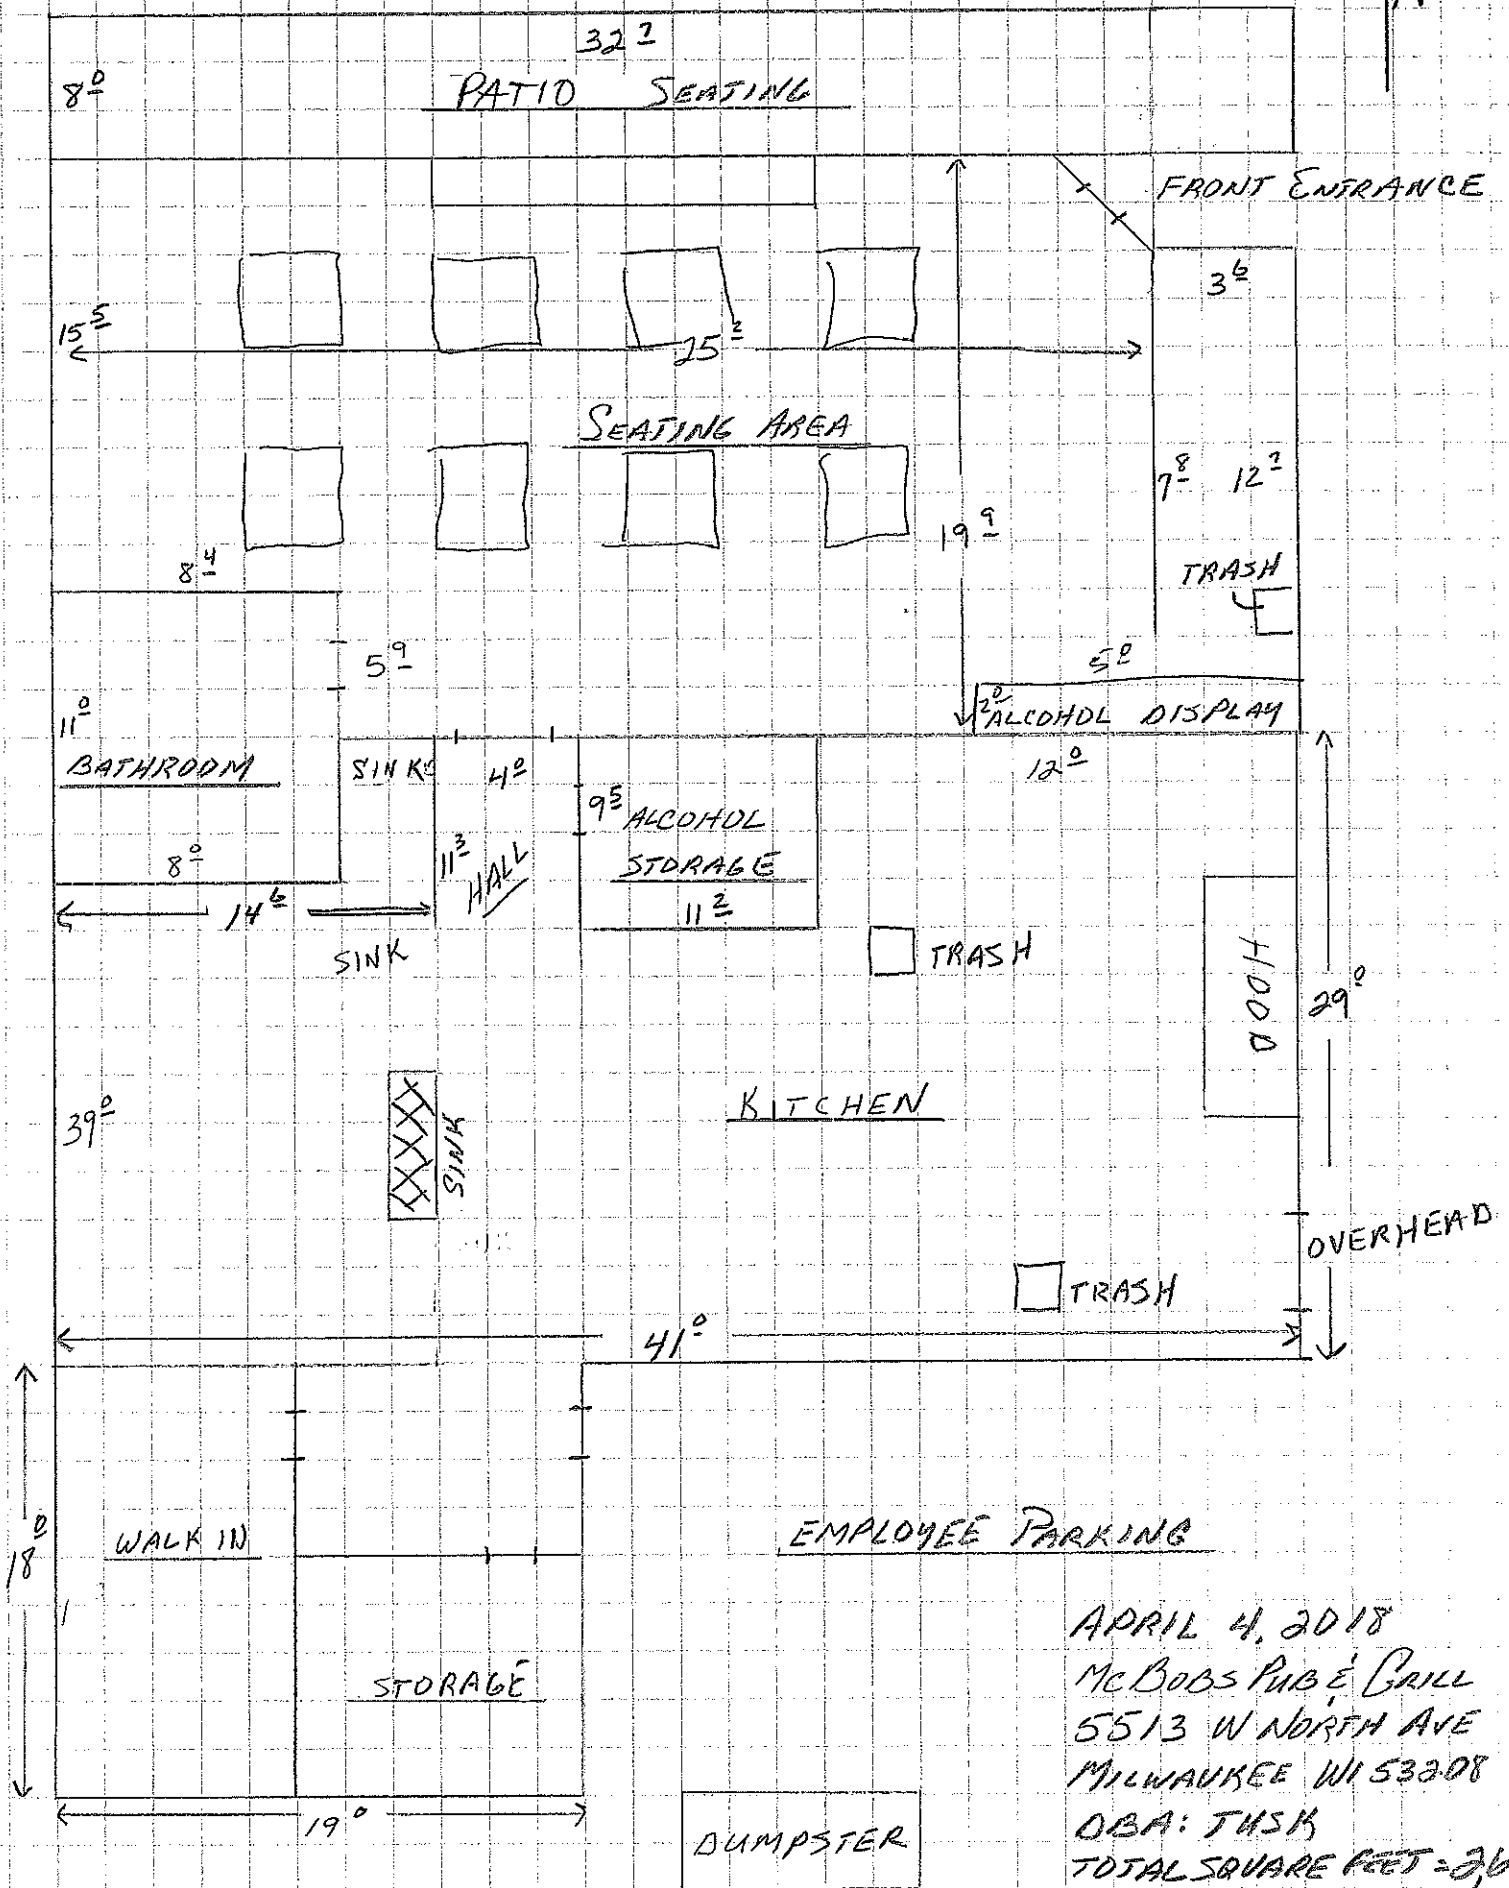 32 7
8 0
PATIO SEATING
FRONT ENTRANCE
3 6
15 5
25 2
SEATING AREA
7 8 12 7
19 9
8 4
TRASH
5 9
5 0
11 0
2 0 ALCOHOL DISPLAY
BATHROOM
SINKS
4 0
12 0
9 5 ALCOHOL
STORAGE
11 2
8 0
11 3
HALL
14 6
SINK
TRASH
HOOD
29 0
39 0
SINK
KITCHEN
OVERHEAD
TRASH
41 0
18 0
WALK IN
EMPLOYEE PARKING
STORAGE
19 0
DUMPSTER
APRIL 4, 2018
MCBOBS PUB & GRILL
5513 W NORTH AVE
MILWAUKEE WI 53208
DBA: TUSK
TOTAL SQUARE FEET = 2,6